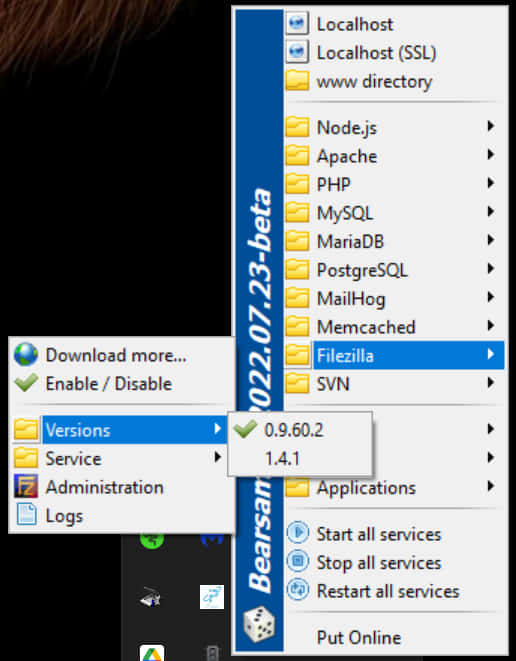 Localhost
Localhost (SSL)
www directory
Node.js
Apache
PHP
MySQL
MariaDB
PostgreSQL
MailHog
Memcached
Filezilla
SVN
Applications
Start all services
Stop all services
Restart all services
Put Online
Bearsam 2022.07.23-beta
Download more...
Enable / Disable
Versions
Service
Administration
Logs
0.9.60.2
1.4.1